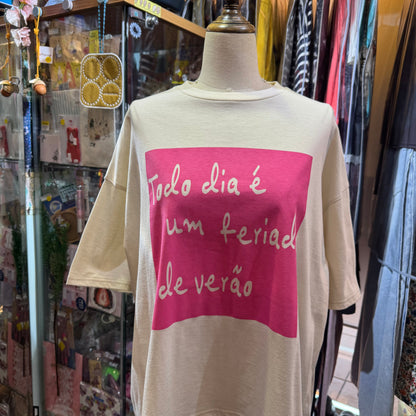 Todo dia é
um feriad
de verão